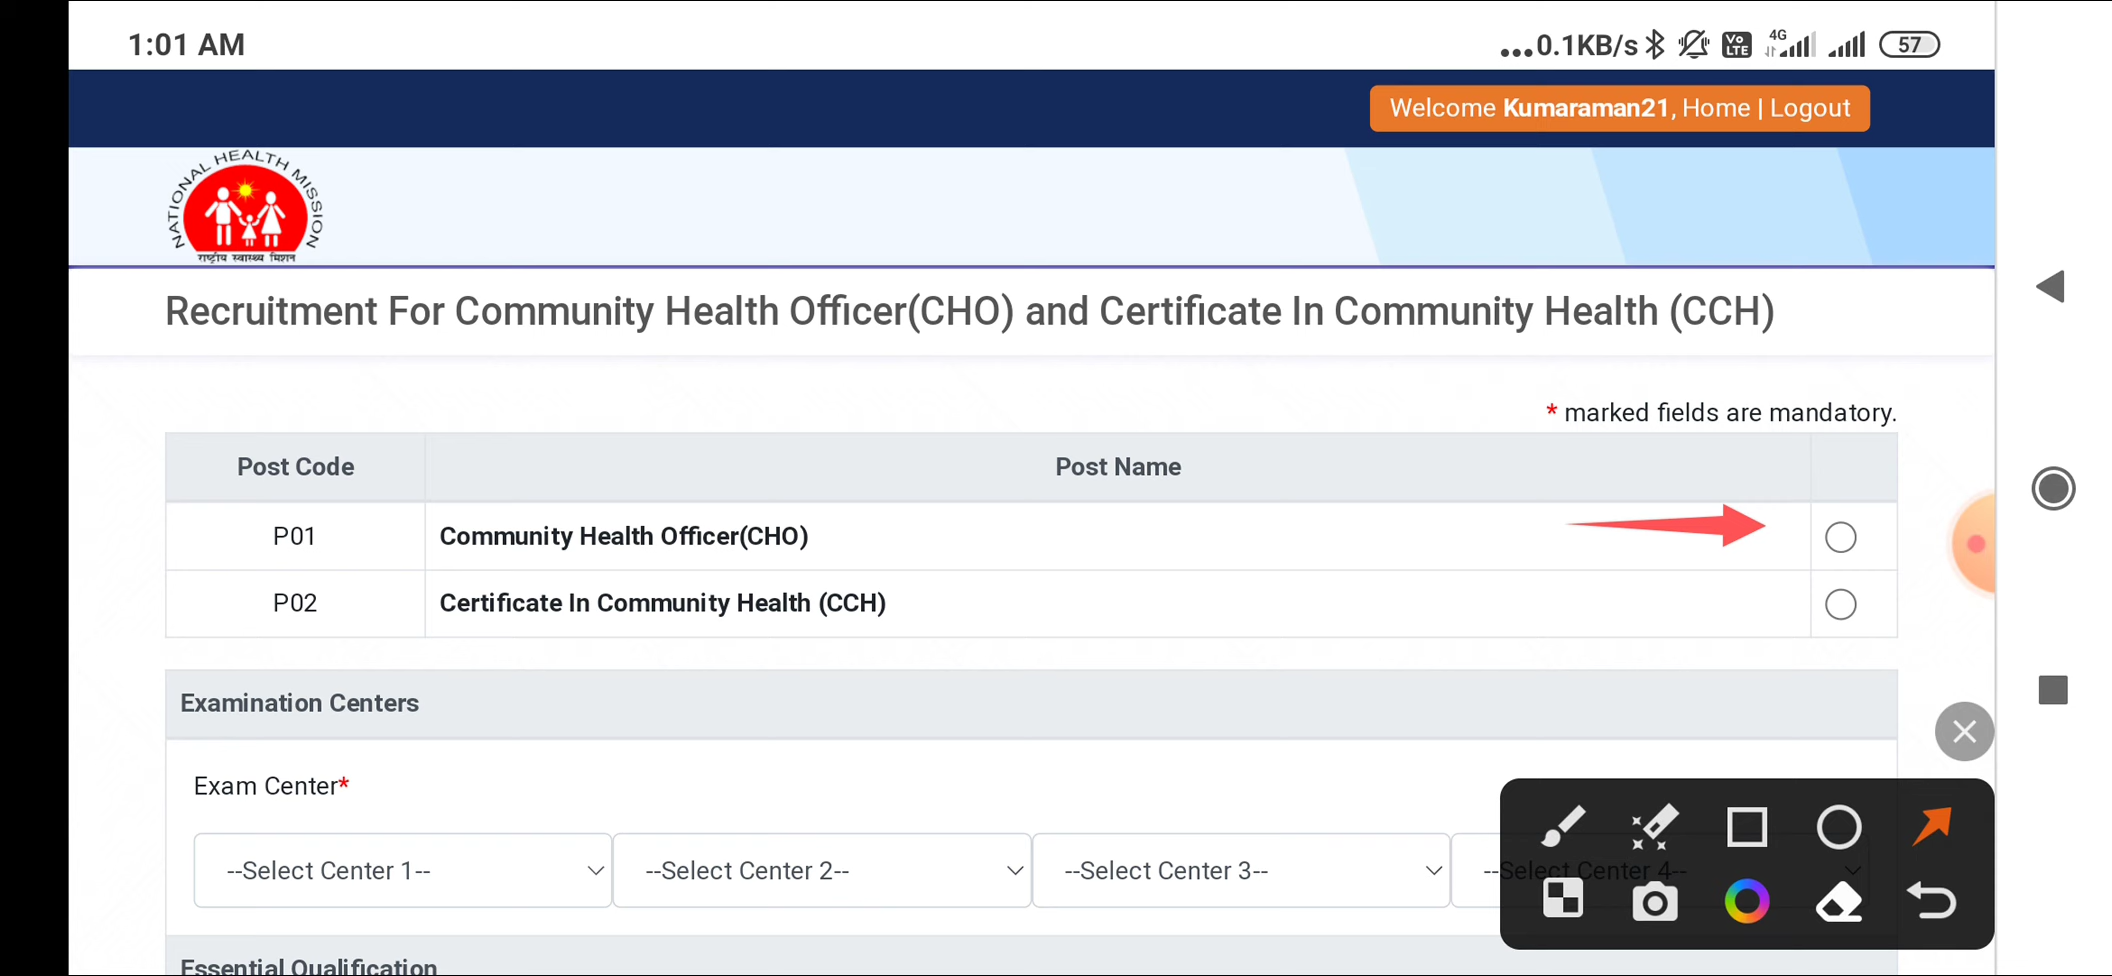 1:01 AM
...0.1KB/s Vo LTE 4G 57
Welcome Kumaraman21, Home | Logout
NATIONAL HEALTH MISSION
राष्ट्रीय स्वास्थ्य मिशन
Recruitment For Community Health Officer(CHO) and Certificate In Community Health (CCH)
* marked fields are mandatory.
Post Code Post Name
P01 Community Health Officer(CHO)
P02 Certificate In Community Health (CCH)
Examination Centers
Exam Center*
--Select Center 1-- --Select Center 2-- --Select Center 3-- --Select Center 4--
Essential Qualification